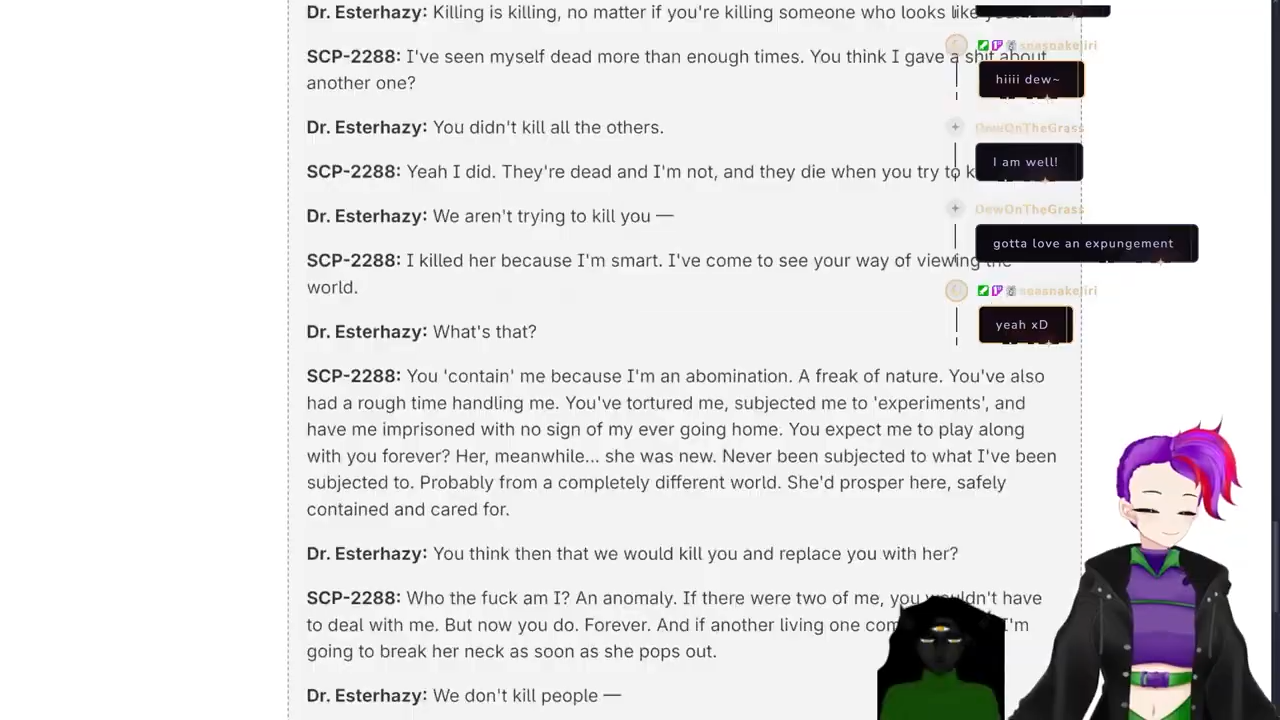 Dr. Esterhazy: Killing is killing, no matter if you're killing someone who looks like
SCP-2288: I've seen myself dead more than enough times. You think I gave a shit about
another one?
Dr. Esterhazy: You didn't kill all the others.
SCP-2288: Yeah I did. They're dead and I'm not, and they die when you try to
Dr. Esterhazy: We aren't trying to kill you —
SCP-2288: I killed her because I'm smart. I've come to see your way of viewing the
world.
Dr. Esterhazy: What's that?
SCP-2288: You 'contain' me because I'm an abomination. A freak of nature. You've also
had a rough time handling me. You've tortured me, subjected me to 'experiments', and
have me imprisoned with no sign of my ever going home. You expect me to play along
with you forever? Her, meanwhile... she was new. Never been subjected to what I've been
subjected to. Probably from a completely different world. She'd prosper here, safely
contained and cared for.
Dr. Esterhazy: You think then that we would kill you and replace you with her?
SCP-2288: Who the fuck am I? An anomaly. If there were two of me, you wouldn't have
to deal with me. But now you do. Forever. And if another living one I'm
going to break her neck as soon as she pops out.
Dr. Esterhazy: We don't kill people —
seasnakejiri
hiiii dew~
DewOnTheGrass
I am well!
DewOnTheGrass
gotta love an expungement
seasnakejiri
yeah xD